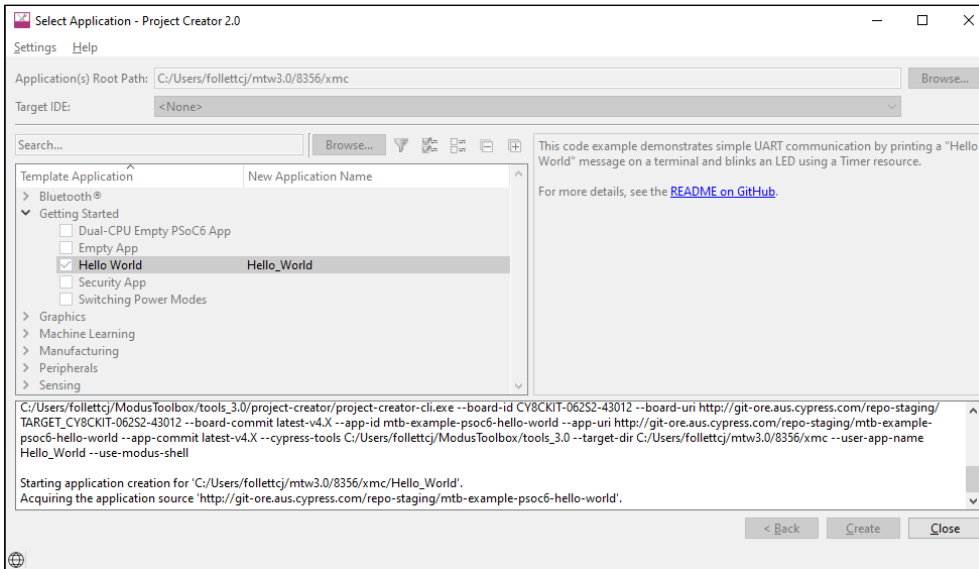 Select Application - Project Creator 2.0
Settings Help
Application(s) Root Path: C:/Users/follettcj/mtw3.0/8356/xmc Browse...
Target IDE: <None>
Search... Browse...
Template Application New Application Name
Bluetooth®
Getting Started
Dual-CPU Empty PSoC6 App
Empty App
Hello World Hello_World
Security App
Switching Power Modes
Graphics
Machine Learning
Manufacturing
Peripherals
Sensing
This code example demonstrates simple UART communication by printing a "Hello
World" message on a terminal and blinks an LED using a Timer resource.
For more details, see the README on GitHub.
C:/Users/follettcj/ModusToolbox/tools_3.0/project-creator/project-creator-cli.exe --board-id CY8CKIT-062S2-43012 --board-uri http://git-ore.aus.cypress.com/repo-staging/
TARGET_CY8CKIT-062S2-43012 --board-commit latest-v4.X --app-id mtb-example-psoc6-hello-world --app-uri http://git-ore.aus.cypress.com/repo-staging/mtb-example-
psoc6-hello-world --app-commit latest-v4.X --cypress-tools C:/Users/follettcj/ModusToolbox/tools_3.0 --target-dir C:/Users/follettcj/mtw3.0/8356/xmc --user-app-name
Hello_World --use-modus-shell
Starting application creation for 'C:/Users/follettcj/mtw3.0/8356/xmc/Hello_World'.
Acquiring the application source 'http://git-ore.aus.cypress.com/repo-staging/mtb-example-psoc6-hello-world'.
< Back Create Close